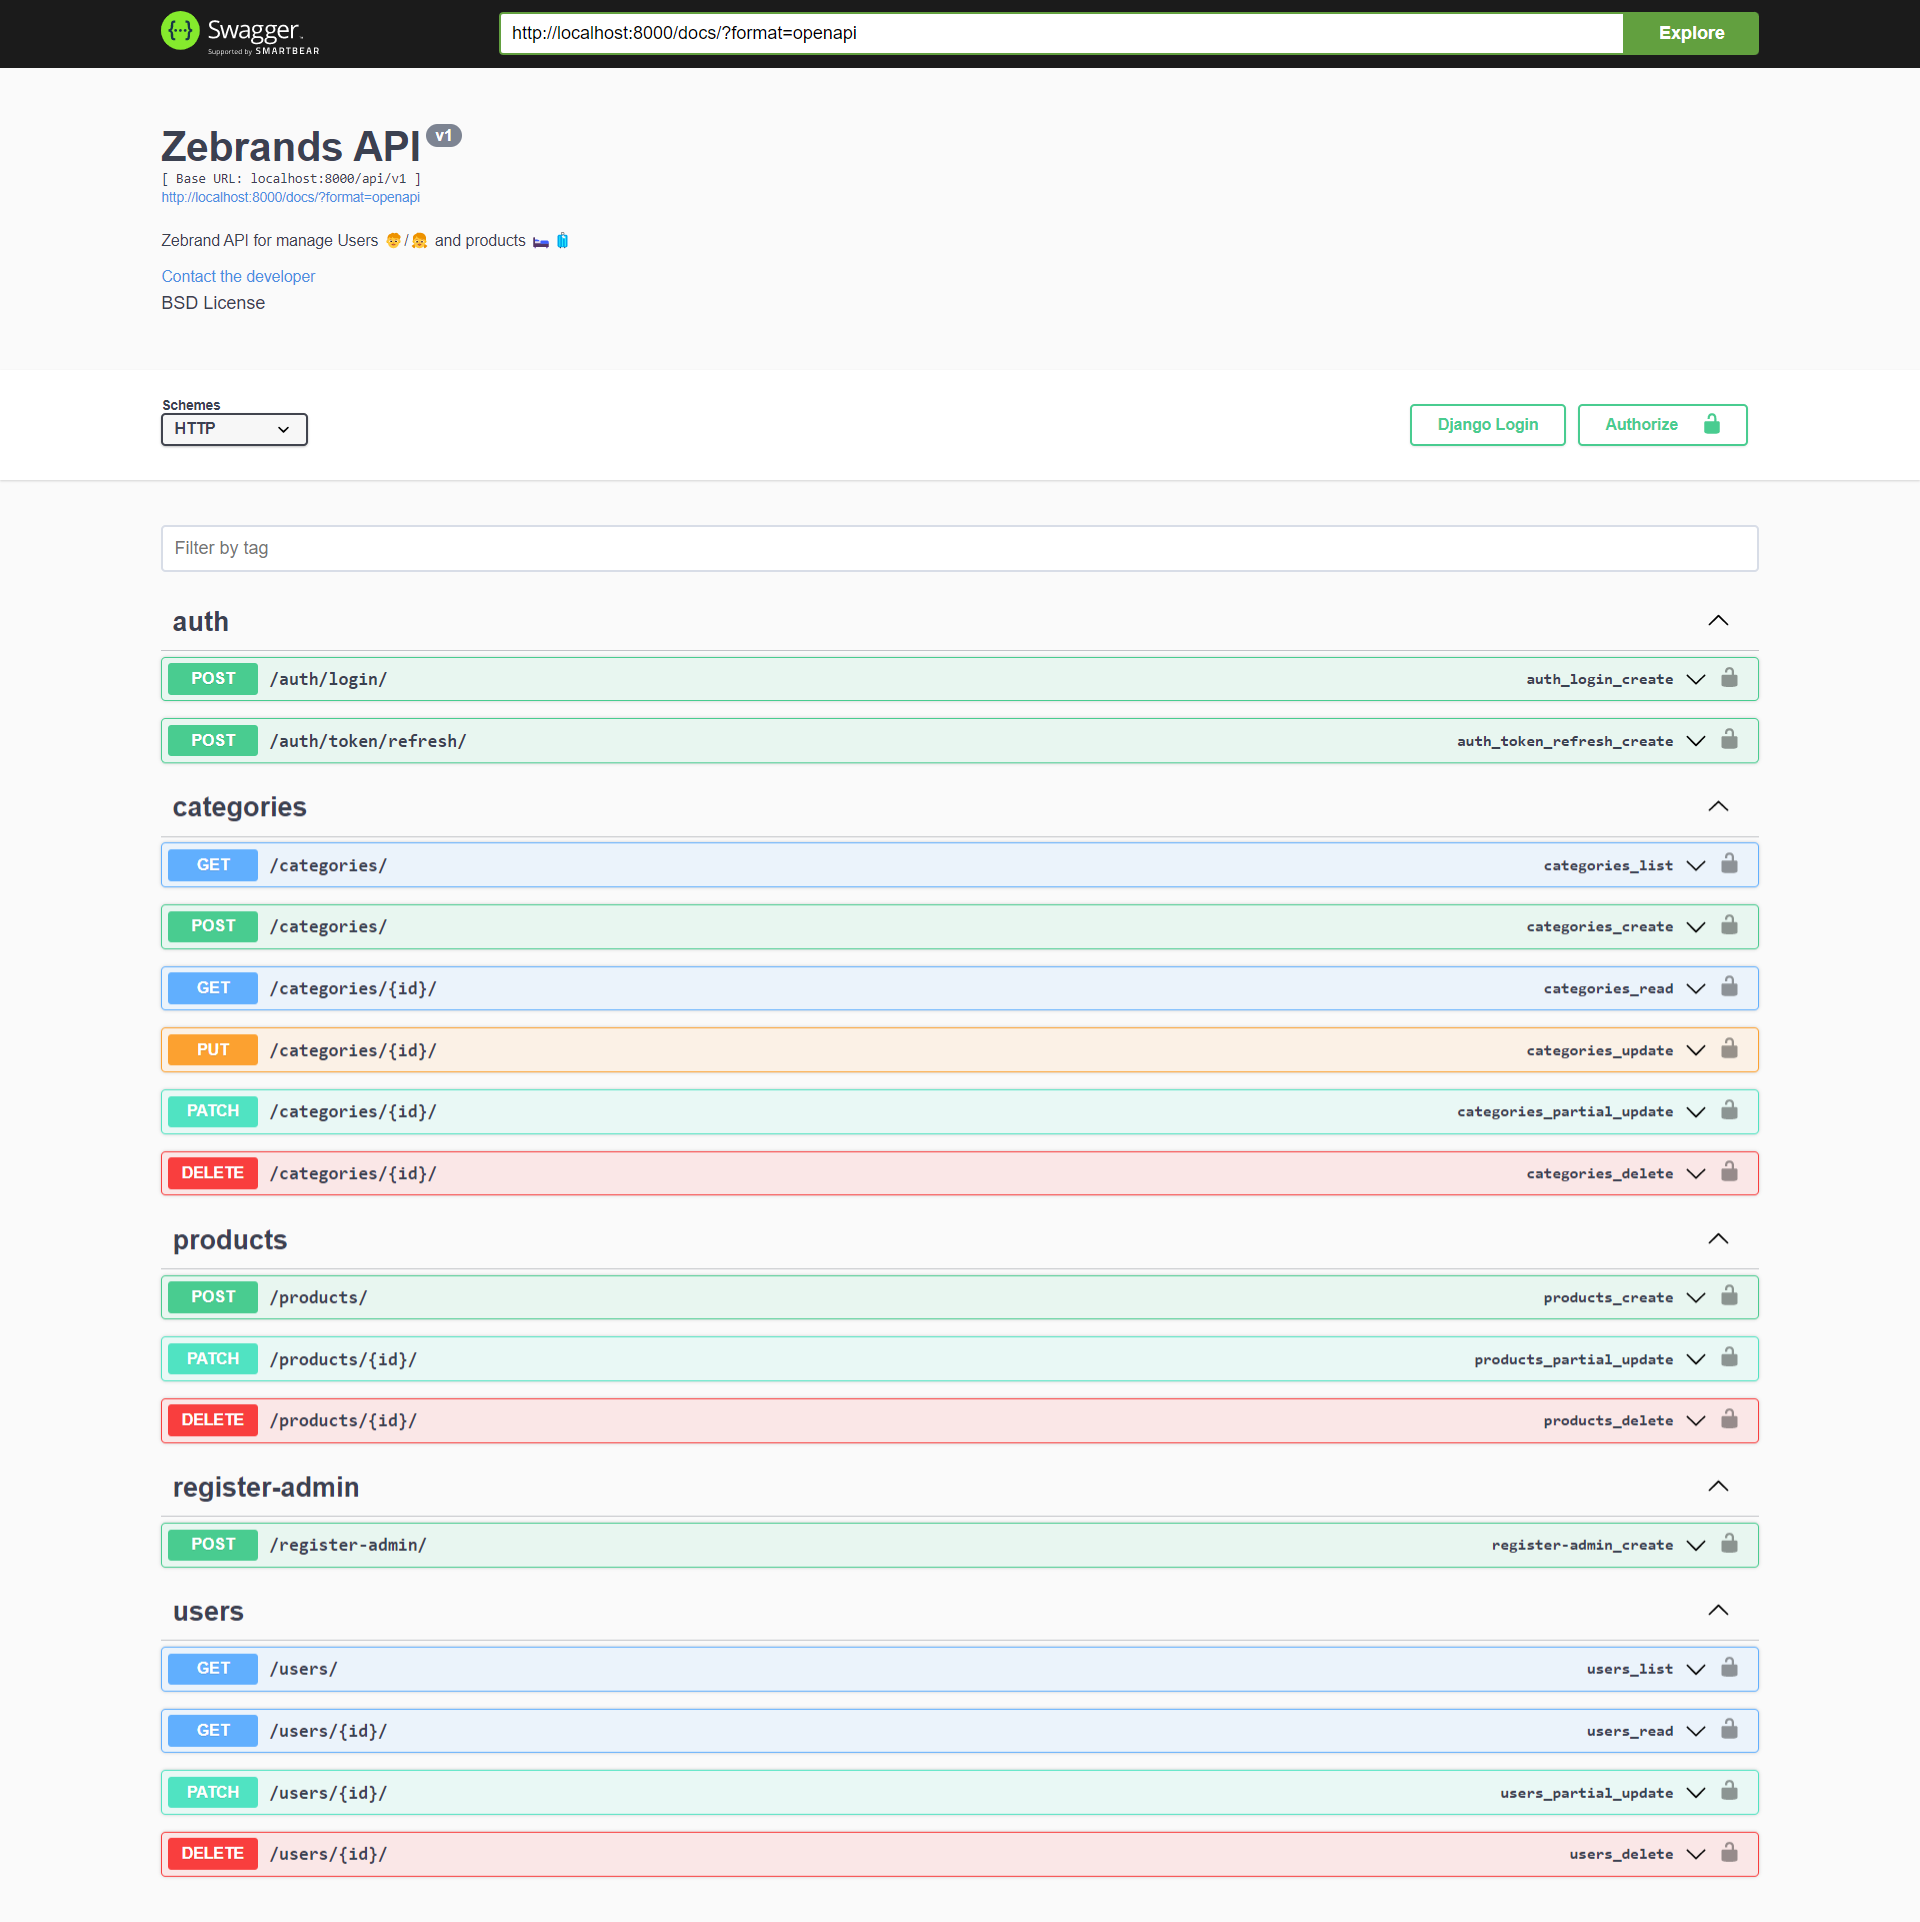 Swagger
Supported by SMARTBEAR
http://localhost:8000/docs/?format=openapi
Explore
Zebrands API v1
[ Base URL: localhost:8000/api/v1 ]
http://localhost:8000/docs/?format=openapi
Zebrand API for manage Users 👨‍🦰/👩‍🦰 and products 🛏️ 🧳
Contact the developer
BSD License
Schemes
HTTP
Django Login
Authorize
Filter by tag
auth
POST /auth/login/ auth_login_create
POST /auth/token/refresh/ auth_token_refresh_create
categories
GET /categories/ categories_list
POST /categories/ categories_create
GET /categories/{id}/ categories_read
PUT /categories/{id}/ categories_update
PATCH /categories/{id}/ categories_partial_update
DELETE /categories/{id}/ categories_delete
products
POST /products/ products_create
PATCH /products/{id}/ products_partial_update
DELETE /products/{id}/ products_delete
register-admin
POST /register-admin/ register-admin_create
users
GET /users/ users_list
GET /users/{id}/ users_read
PATCH /users/{id}/ users_partial_update
DELETE /users/{id}/ users_delete